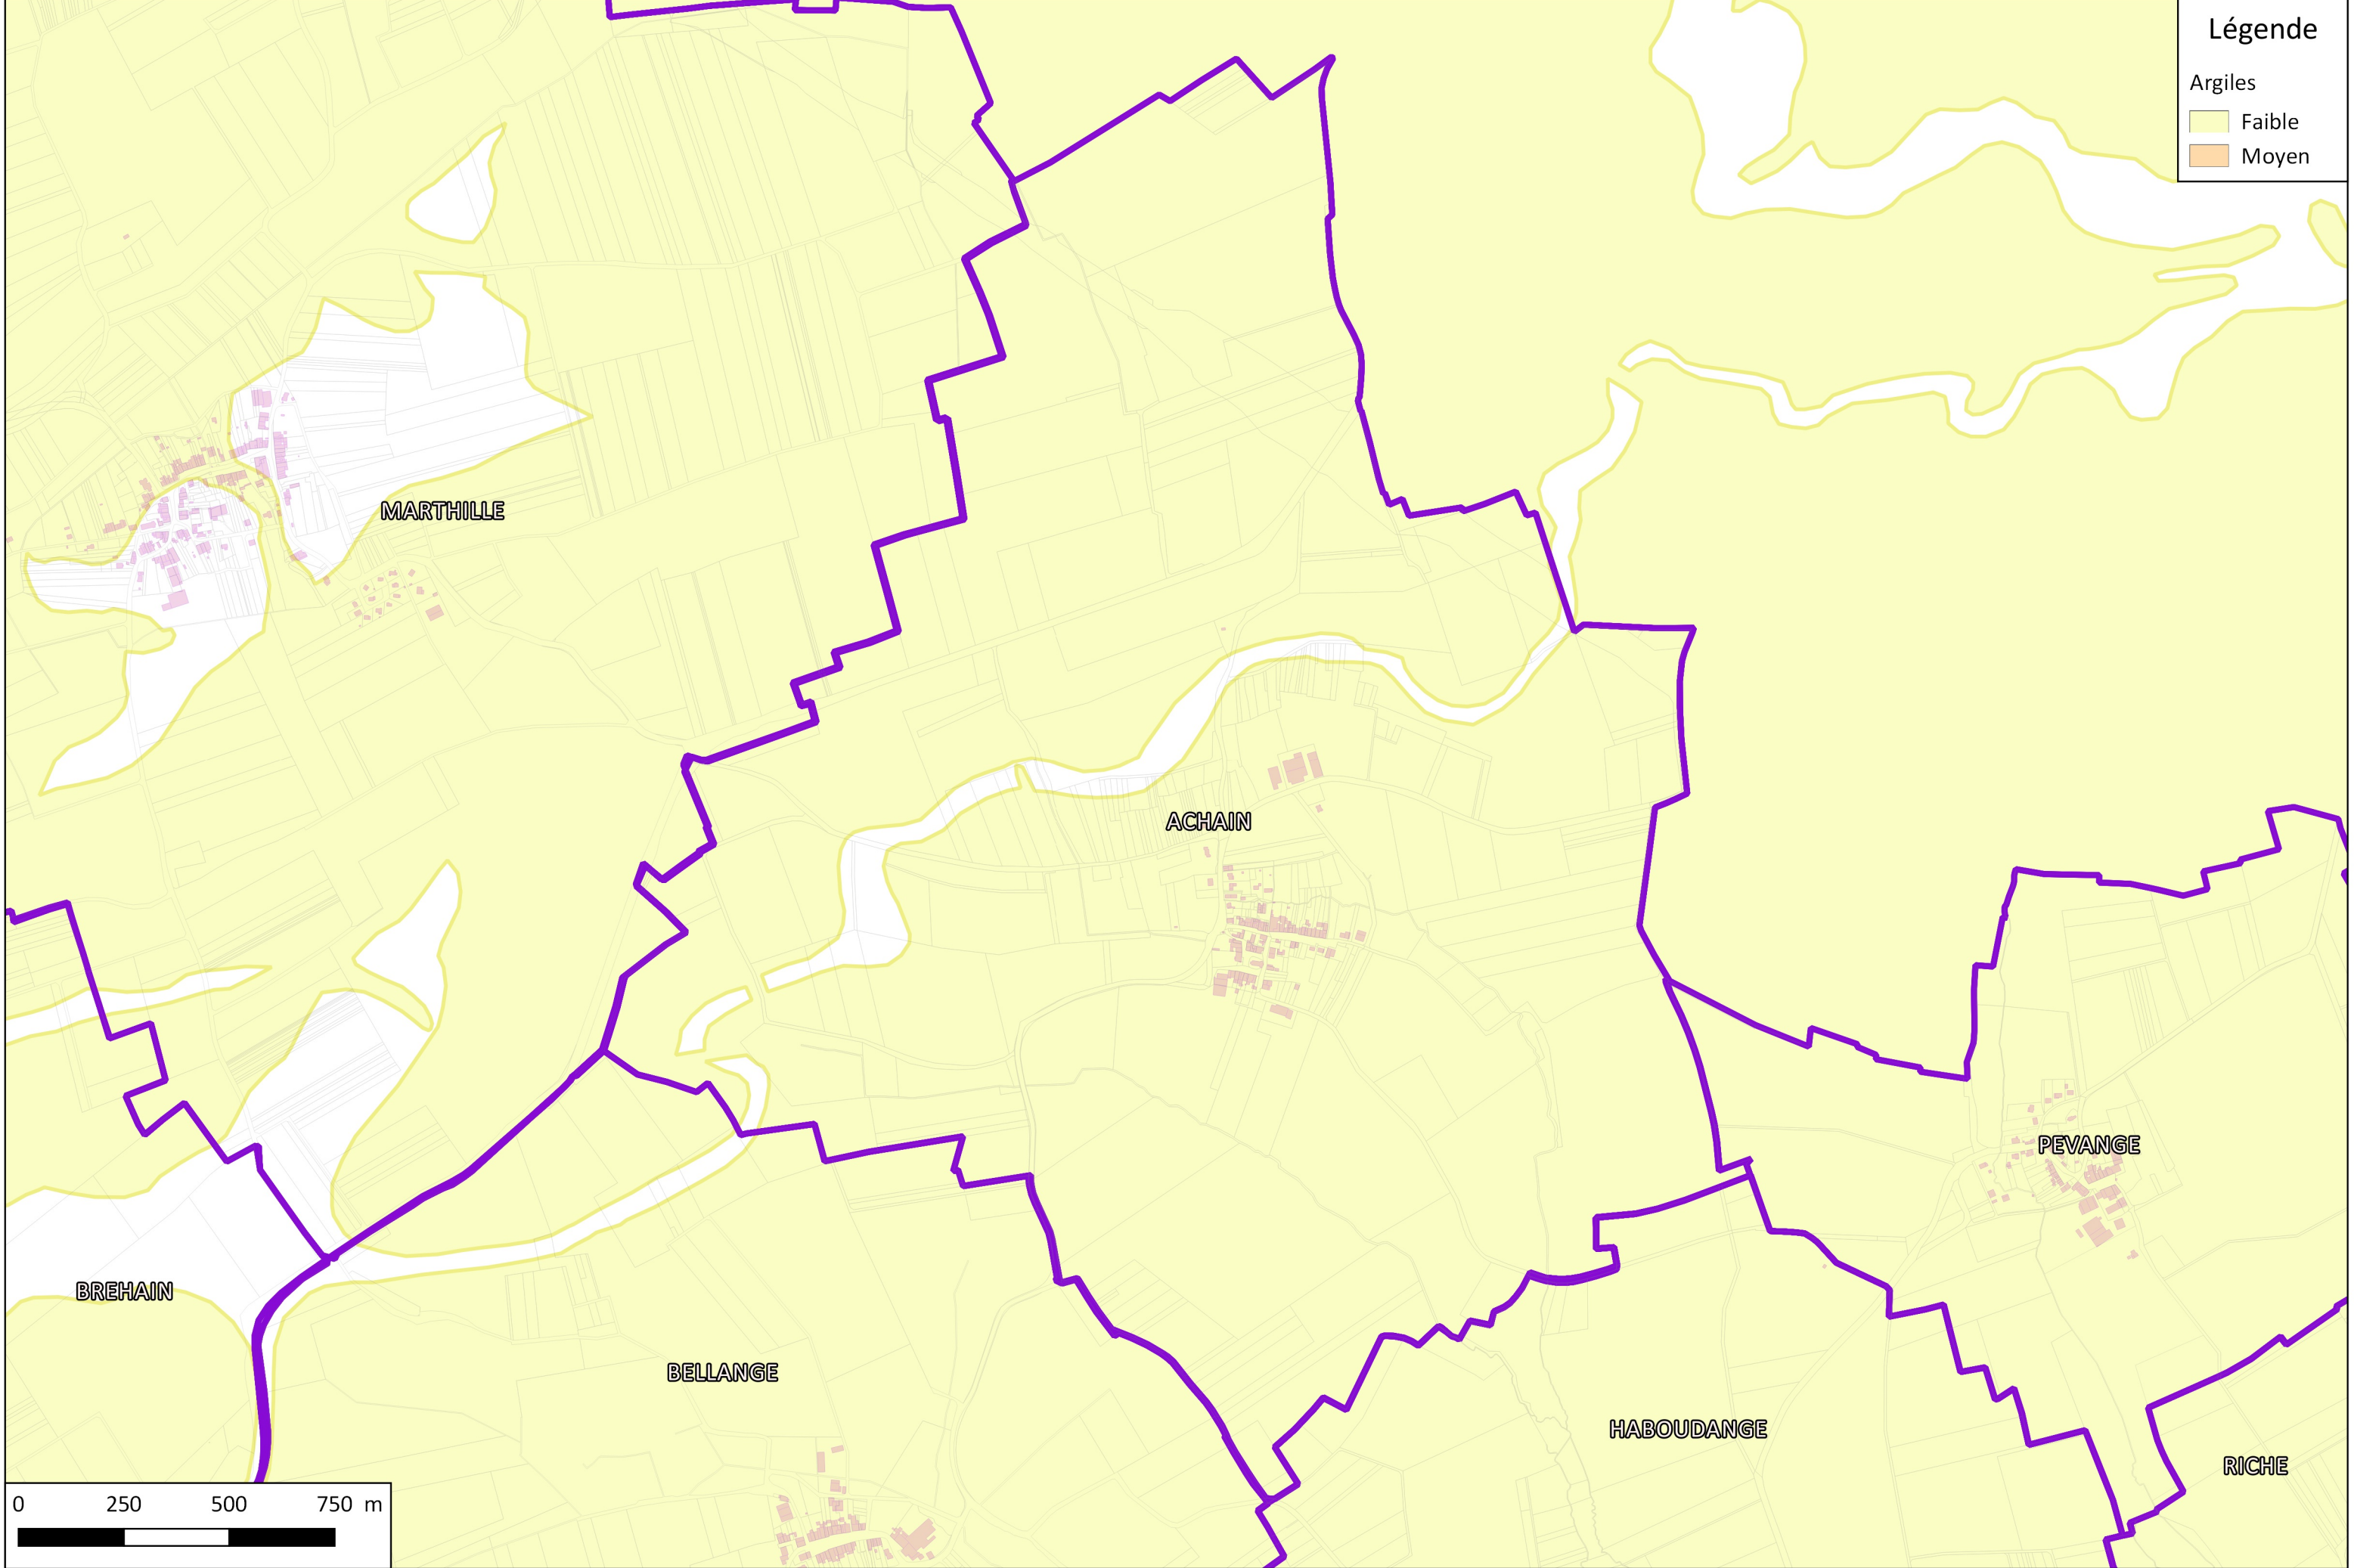 Légende
Argiles
Faible
Moyen
MARTHILLE
ACHAIN
PEVANGE
BREHAIN
BELLANGE
HABOUDANGE
RICHE
0 250 500 750 m